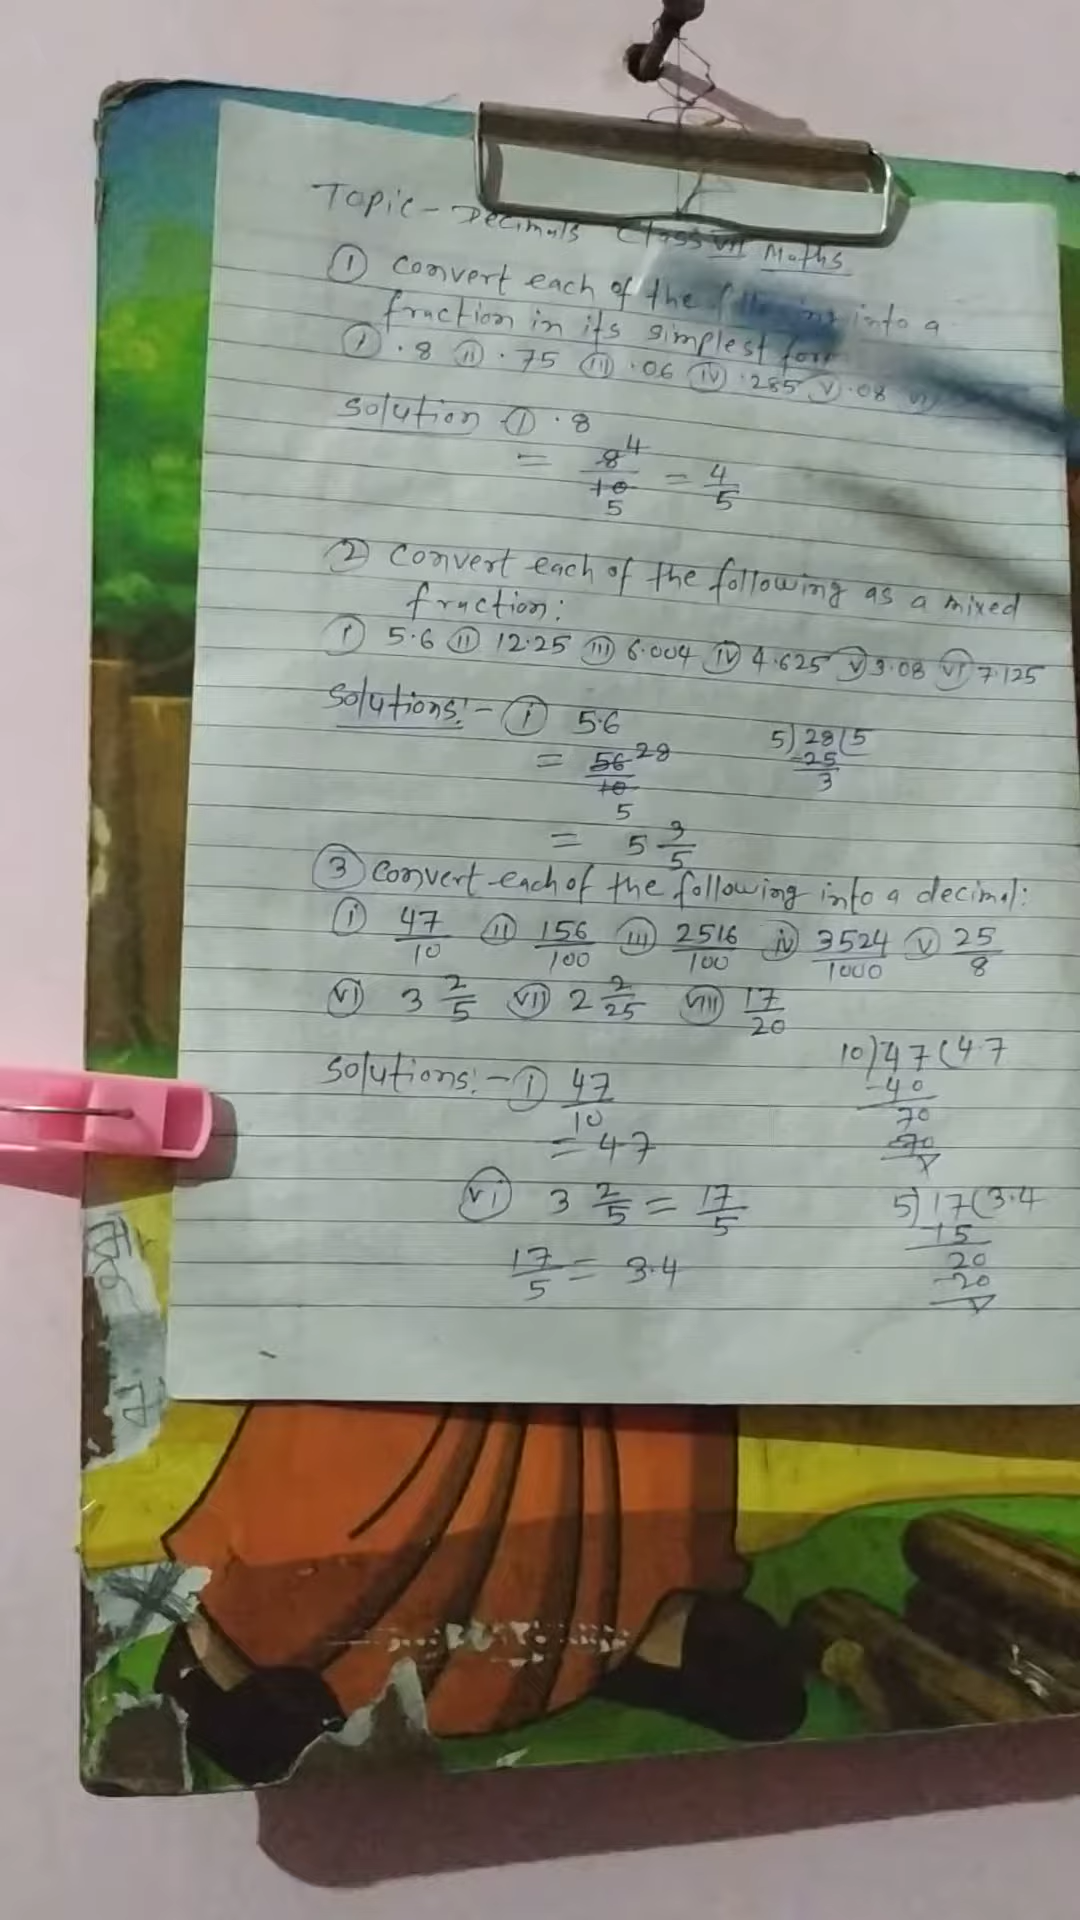 Topic - Decimals Class VII Maths
① convert each of the following into a
fraction in its simplest form
ⓘ .8 ⓘⓘ .75 ⓘⓘⓘ .06 ⓘⓥ .285 ⓥ .08
Solution ⓘ .8
= 8/10 4/5 = 4/5
② convert each of the following as a mixed
fraction:
ⓘ 5.6 ⓘⓘ 12.25 ⓘⓘⓘ 6.004 ⓘⓥ 4.625 ⓥ 3.08 ⓥⓘ 7.125
Solutions:- ⓘ 5.6
= 56/10 28/5
5)28(5
-25
3
= 5 3/5
③ convert each of the following into a decimal:
ⓘ 47/10 ⓘⓘ 156/100 ⓘⓘⓘ 2516/100 ⓘⓥ 3524/1000 ⓥ 25/8
ⓥⓘ 3 2/5 ⓥⓘⓘ 2 2/25 ⓥⓘⓘⓘ 17/20
Solutions:- ⓘ 47/10
= 4.7
10)47(4.7
-40
70
-70
ⓥⓘ 3 2/5 = 17/5
17/5 = 3.4
5)17(3.4
-15
20
-20